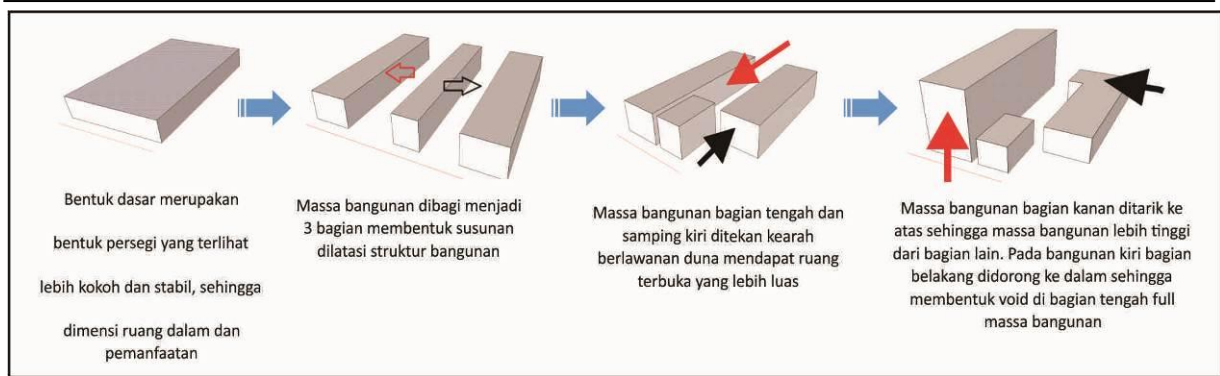 Bentuk dasar merupakan
bentuk persegi yang terlihat
lebih kokoh dan stabil, sehingga
dimensi ruang dalam dan
pemanfaatan
Massa bangunan dibagi menjadi
3 bagian membentuk susunan
dilatasi struktur bangunan
Massa bangunan bagian tengah dan
samping kiri ditekan kearah
berlawanan duna mendapat ruang
terbuka yang lebih luas
Massa bangunan bagian kanan ditarik ke
atas sehingga massa bangunan lebih tinggi
dari bagian lain. Pada bangunan kiri bagian
belakang didorong ke dalam sehingga
membentuk void di bagian tengah full
massa bangunan